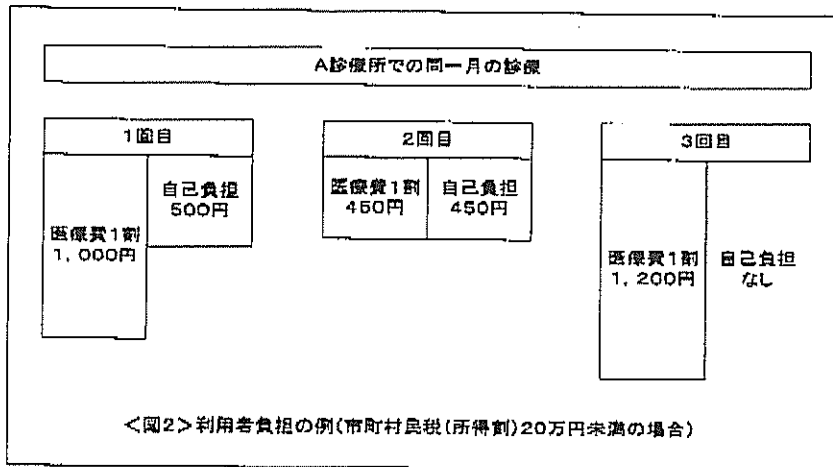 A診療所での同一月の診療
1回目
医療費1割
1,000円
自己負担
500円
2回目
医療費1割
450円
自己負担
450円
3回目
医療費1割
1,200円
自己負担
なし
<図2>利用者負担の例(市町村民税(所得割)20万円未満の場合)